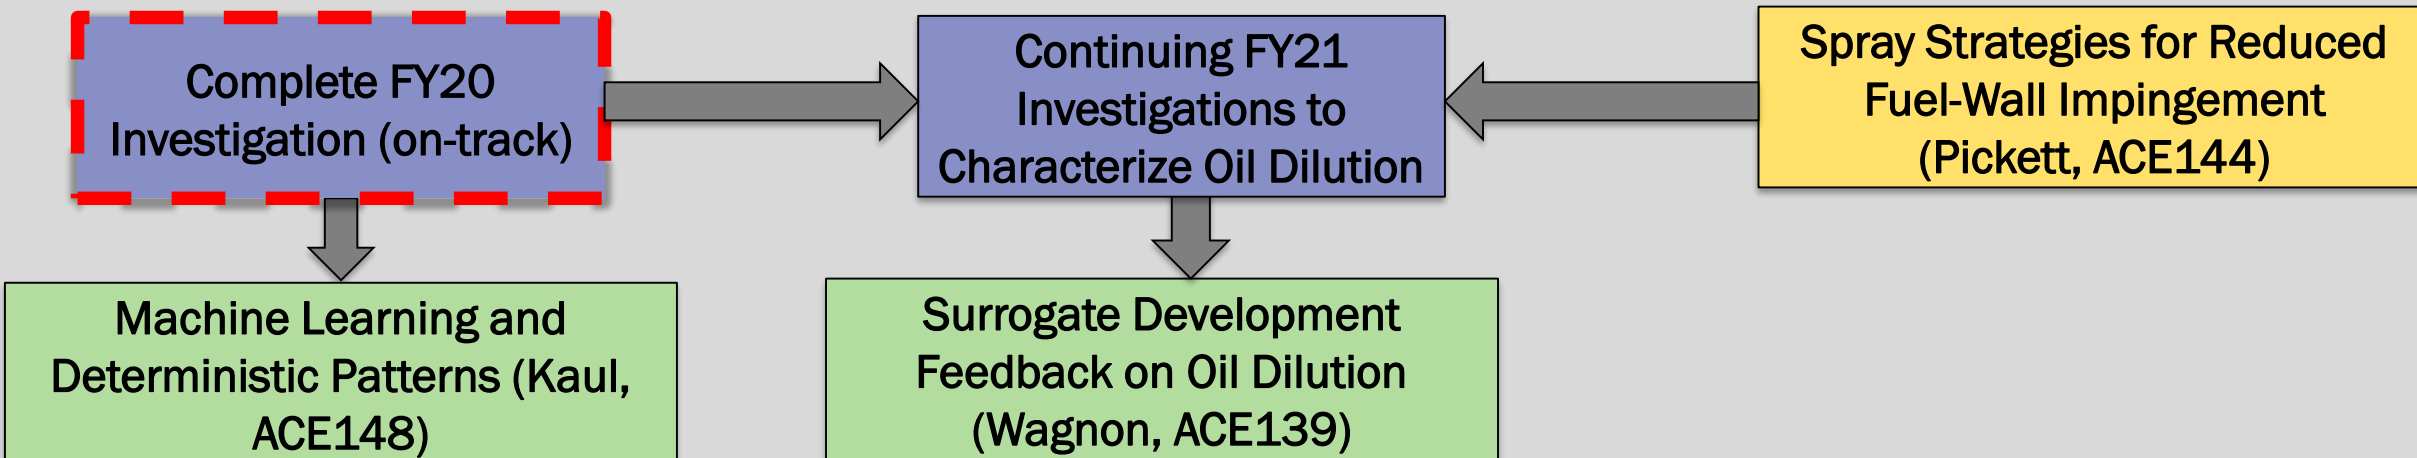 Complete FY20
Investigation (on-track)
Continuing FY21
Investigations to
Characterize Oil Dilution
Spray Strategies for Reduced
Fuel-Wall Impingement
(Pickett, ACE144)
Machine Learning and
Deterministic Patterns (Kaul,
ACE148)
Surrogate Development
Feedback on Oil Dilution
(Wagnon, ACE139)